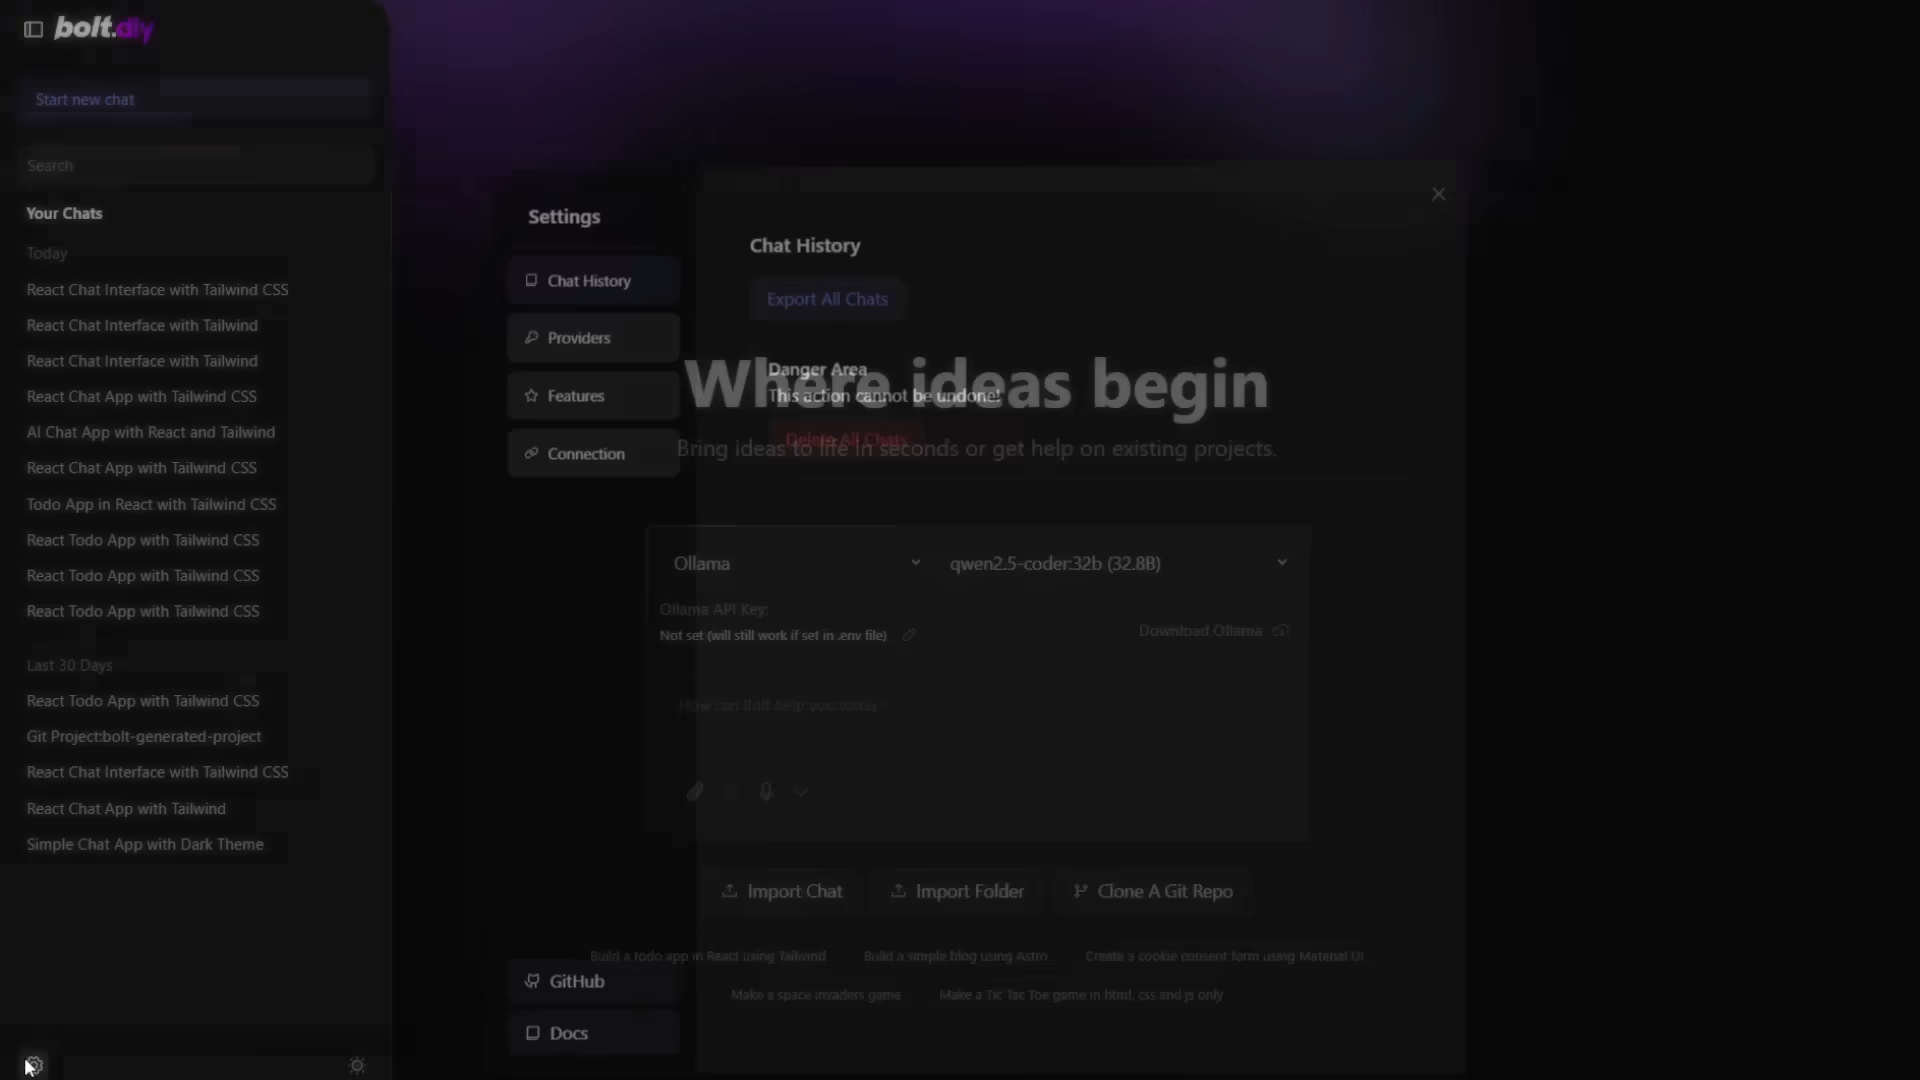 bolt.diy
Start new chat
Search
Your Chats
Today
React Chat Interface with Tailwind CSS
React Chat Interface with Tailwind
React Chat Interface with Tailwind
React Chat App with Tailwind CSS
AI Chat App with React and Tailwind
React Chat App with Tailwind CSS
Todo App in React with Tailwind CSS
React Todo App with Tailwind CSS
React Todo App with Tailwind CSS
React Todo App with Tailwind CSS
Last 30 Days
React Todo App with Tailwind CSS
Git Project:bolt-generated-project
React Chat Interface with Tailwind CSS
React Chat App with Tailwind
Simple Chat App with Dark Theme
Settings
Chat History
Providers
Features
Connection
GitHub
Docs
Chat History
Export All Chats
Danger Area
This action cannot be undone!
Delete All Chats
Where ideas begin
Bring ideas to life in seconds or get help on existing projects.
Ollama
qwen2.5-coder:32b (32.8B)
Ollama API Key:
Not set (will still work if set in .env file)
Download Ollama
How can Bolt help you today?
Import Chat
Import Folder
Clone A Git Repo
Build a todo app in React using Tailwind
Build a simple blog using Astro
Create a cookie consent form using Material UI
Make a space invaders game
Make a Tic Tac Toe game in html, css and js only